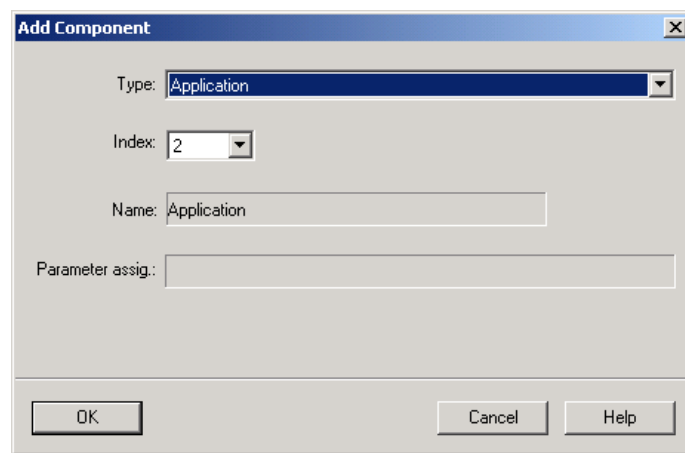 Add Component
Type: Application
Index: 2
Name: Application
Parameter assig.:
OK Cancel Help